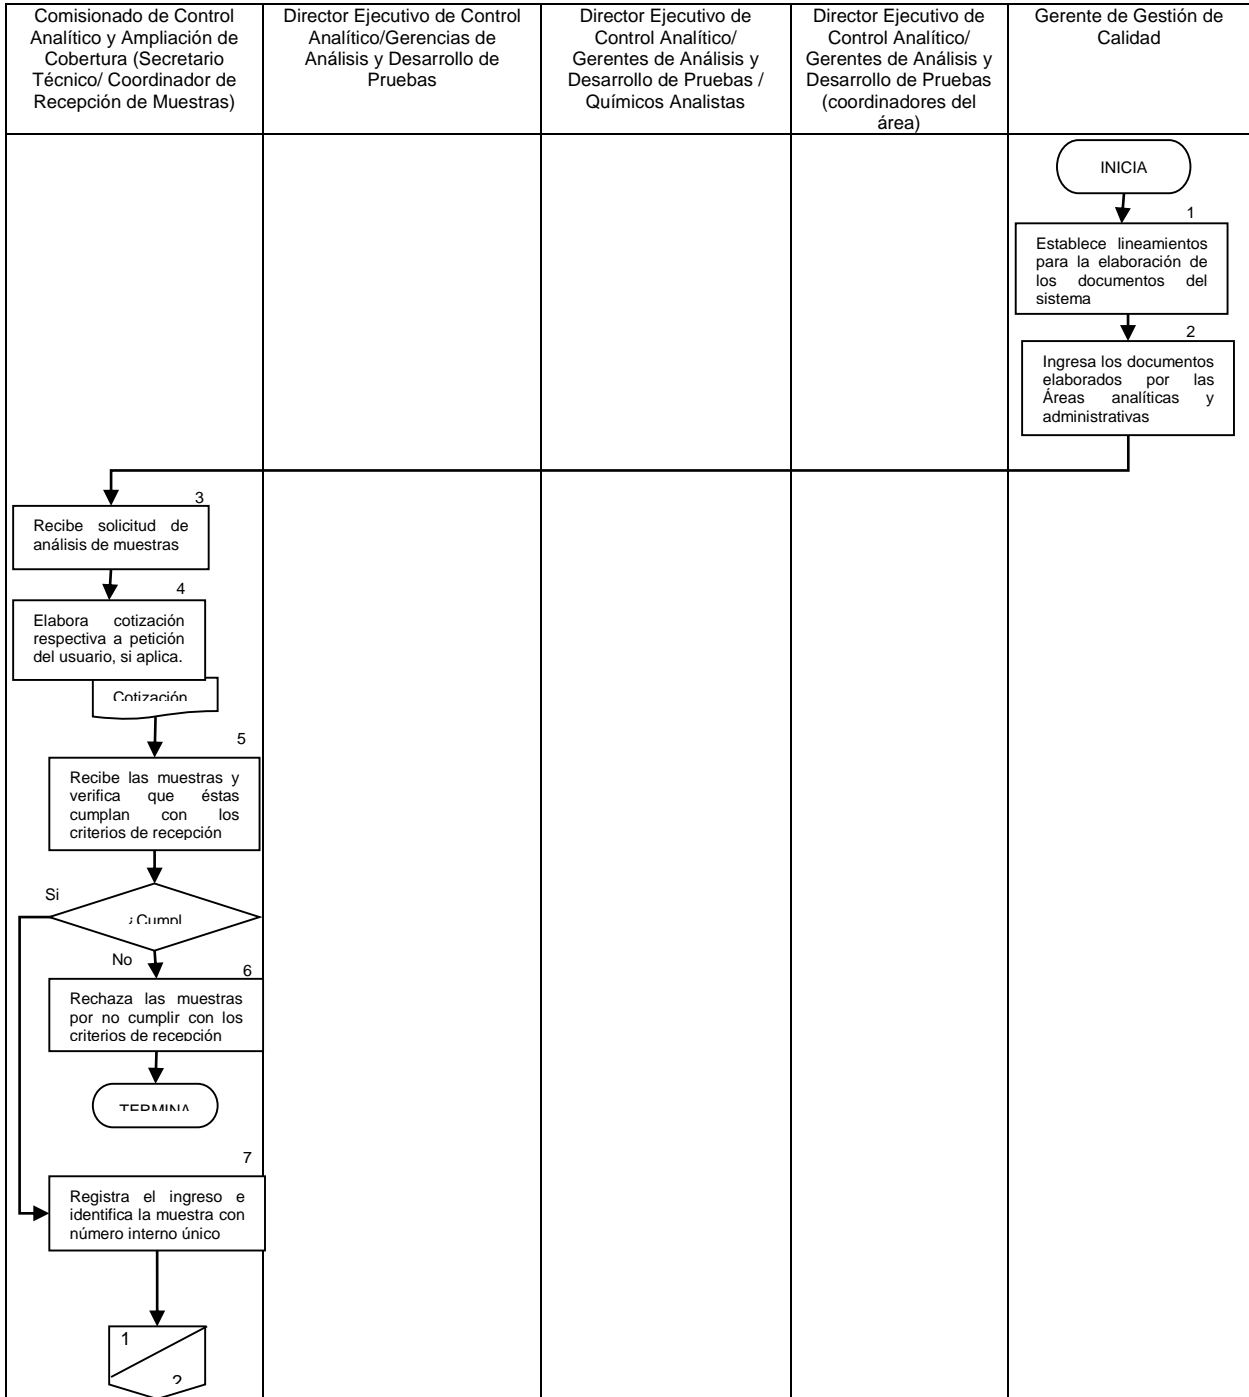 Comisionado de Control
Analítico y Ampliación de
Cobertura (Secretario
Técnico/ Coordinador de
Recepción de Muestras)
Director Ejecutivo de Control
Analítico/Gerencias de
Análisis y Desarrollo de
Pruebas
Director Ejecutivo de
Control Analítico/
Gerentes de Análisis y
Desarrollo de Pruebas /
Químicos Analistas
Director Ejecutivo de
Control Analítico/
Gerentes de Análisis y
Desarrollo de Pruebas
(coordinadores del
área)
Gerente de Gestión de
Calidad
INICIA
1
Establece lineamientos
para la elaboración de
los documentos del
sistema
2
Ingresa los documentos
elaborados por las
Áreas analíticas y
administrativas
3
Recibe solicitud de
análisis de muestras
4
Elabora cotización
respectiva a petición
del usuario, si aplica.
Cotización
5
Recibe las muestras y
verifica que éstas
cumplan con los
criterios de recepción
Si
¿Cumpl
No
6
Rechaza las muestras
por no cumplir con los
criterios de recepción
TERMINA
7
Registra el ingreso e
identifica la muestra con
número interno único
1
2